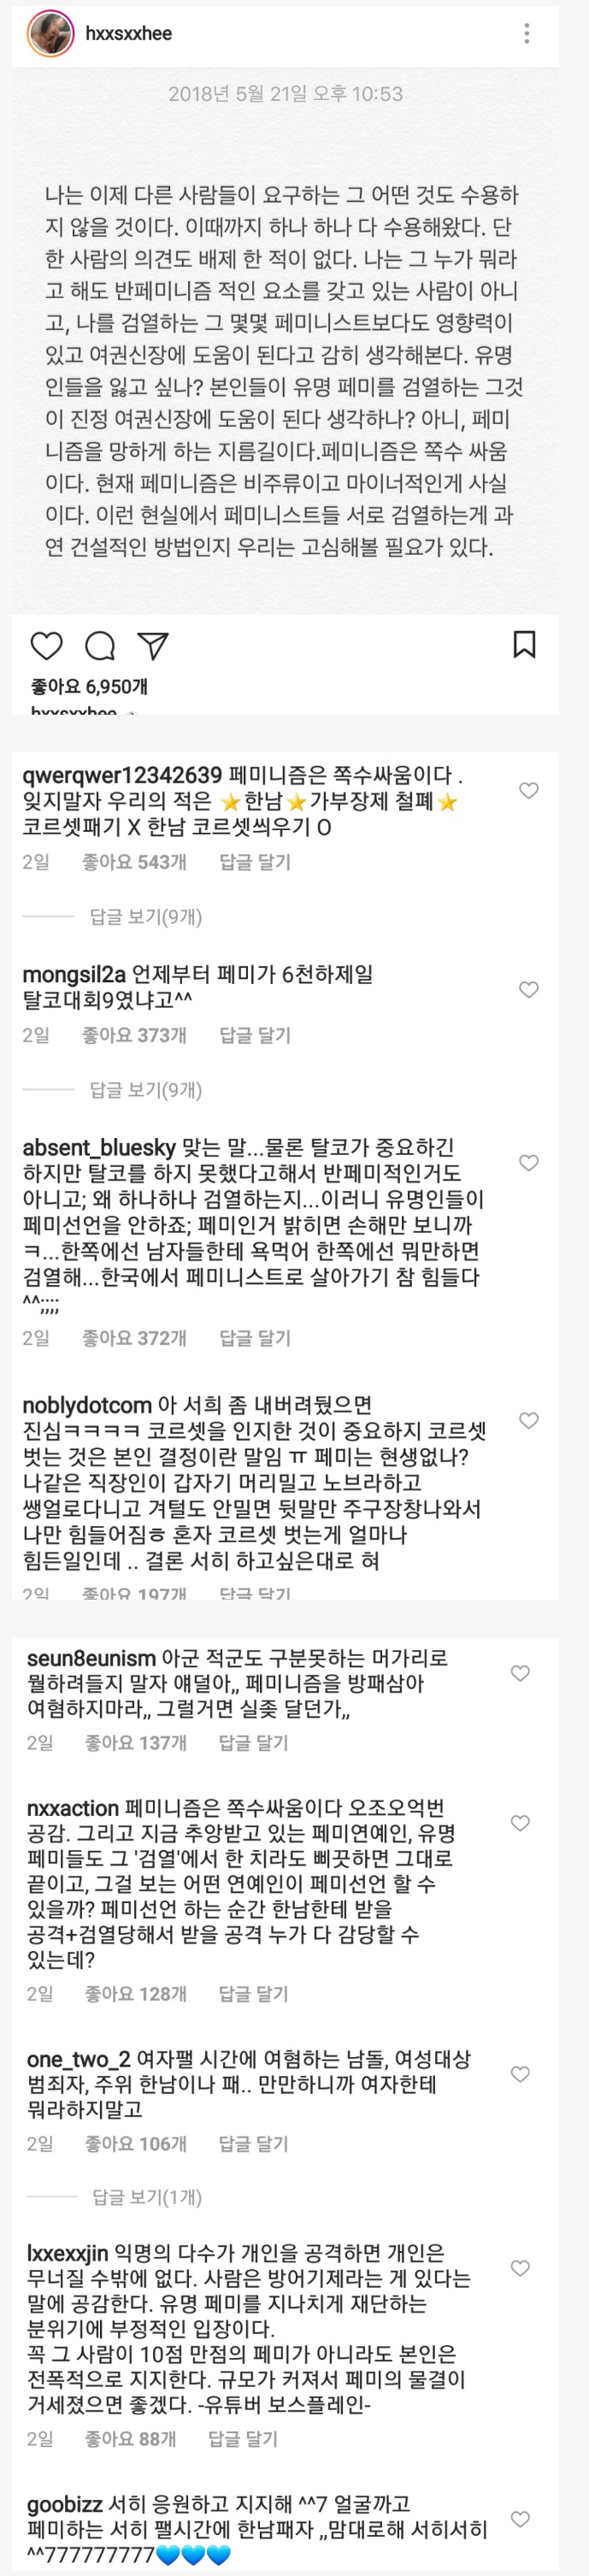 hxxsxxhee
2018년 5월 21일 오후 10:53
나는 이제 다른 사람들이 요구하는 그 어떤 것도 수용하
지 않을 것이다. 이때까지 하나 하나 다 수용해왔다. 단
한 사람의 의견도 배제 한 적이 없다. 나는 그 누가 뭐라
고 해도 반페미니즘 적인 요소를 갖고 있는 사람이 아니
고, 나를 검열하는 그 몇몇 페미니스트보다도 영향력이
있고 여권신장에 도움이 된다고 감히 생각해본다. 유명
인들을 잃고 싶나? 본인들이 유명 페미를 검열하는 그것
이 진정 여권신장에 도움이 된다 생각하나? 아니, 페미
니즘을 망하게 하는 지름길이다.페미니즘은 쪽수 싸움
이다. 현재 페미니즘은 비주류이고 마이너적인게 사실
이다. 이런 현실에서 페미니스트들 서로 검열하는게 과
연 건설적인 방법인지 우리는 고심해볼 필요가 있다.
좋아요 6,950개
hxxsxxhee
qwerqwer12342639 페미니즘은 쪽수싸움이다 .
잊지말자 우리의 적은 ⭐한남⭐가부장제 철폐⭐
코르셋패기 X 한남 코르셋씌우기 O
2일 좋아요 543개 답글 달기
답글 보기(9개)
mongsil2a 언제부터 페미가 6천하제일
탈코대회9였냐고^^
2일 좋아요 373개 답글 달기
답글 보기(9개)
absent_bluesky 맞는 말...물론 탈코가 중요하긴
하지만 탈코를 하지 못했다고해서 반페미적인거도
아니고; 왜 하나하나 검열하는지...이러니 유명인들이
페미선언을 안하죠; 페미인거 밝히면 손해만 보니까
ㅋ...한쪽에선 남자들한테 욕먹어 한쪽에선 뭐만하면
검열해...한국에서 페미니스트로 살아가기 참 힘들다
^^;;;;
2일 좋아요 372개 답글 달기
noblydotcom 아 서희 좀 내버려뒀으면
진심ㅋㅋㅋㅋ 코르셋을 인지한 것이 중요하지 코르셋
벗는 것은 본인 결정이란 말임 ㅠ 페미는 현생없나?
나같은 직장인이 갑자기 머리밀고 노브라하고
쌩얼로다니고 겨털도 안밀면 뒷말만 주구장창나와서
나만 힘들어짐ㅎ 혼자 코르셋 벗는게 얼마나
힘든일인데 .. 결론 서히 하고싶은대로 혀
2일 좋아요 197개 답글 달기
seun8eunism 아군 적군도 구분못하는 머가리로
뭘하려들지 말자 얘덜아,, 페미니즘을 방패삼아
여혐하지마라,, 그럴거면 실좆 달던가,,
2일 좋아요 137개 답글 달기
nxxaction 페미니즘은 쪽수싸움이다 오조오억번
공감. 그리고 지금 추앙받고 있는 페미연예인, 유명
페미들도 그 '검열'에서 한 치라도 삐끗하면 그대로
끝이고, 그걸 보는 어떤 연예인이 페미선언 할 수
있을까? 페미선언 하는 순간 한남한테 받을
공격+검열당해서 받을 공격 누가 다 감당할 수
있는데?
2일 좋아요 128개 답글 달기
one_two_2 여자팰 시간에 여혐하는 남돌, 여성대상
범죄자, 주위 한남이나 패.. 만만하니까 여자한테
뭐라하지말고
2일 좋아요 106개 답글 달기
답글 보기(1개)
lxxexxjin 익명의 다수가 개인을 공격하면 개인은
무너질 수밖에 없다. 사람은 방어기제라는 게 있다는
말에 공감한다. 유명 페미를 지나치게 재단하는
분위기에 부정적인 입장이다.
꼭 그 사람이 10점 만점의 페미가 아니라도 본인은
전폭적으로 지지한다. 규모가 커져서 페미의 물결이
거세졌으면 좋겠다. -유튜버 보스플레인-
2일 좋아요 88개 답글 달기
goobizz 서히 응원하고 지지해 ^^7 얼굴까고
페미하는 서히 팰시간에 한남패자 ,,맘대로해 서히서히
^^777777777💙💙💙